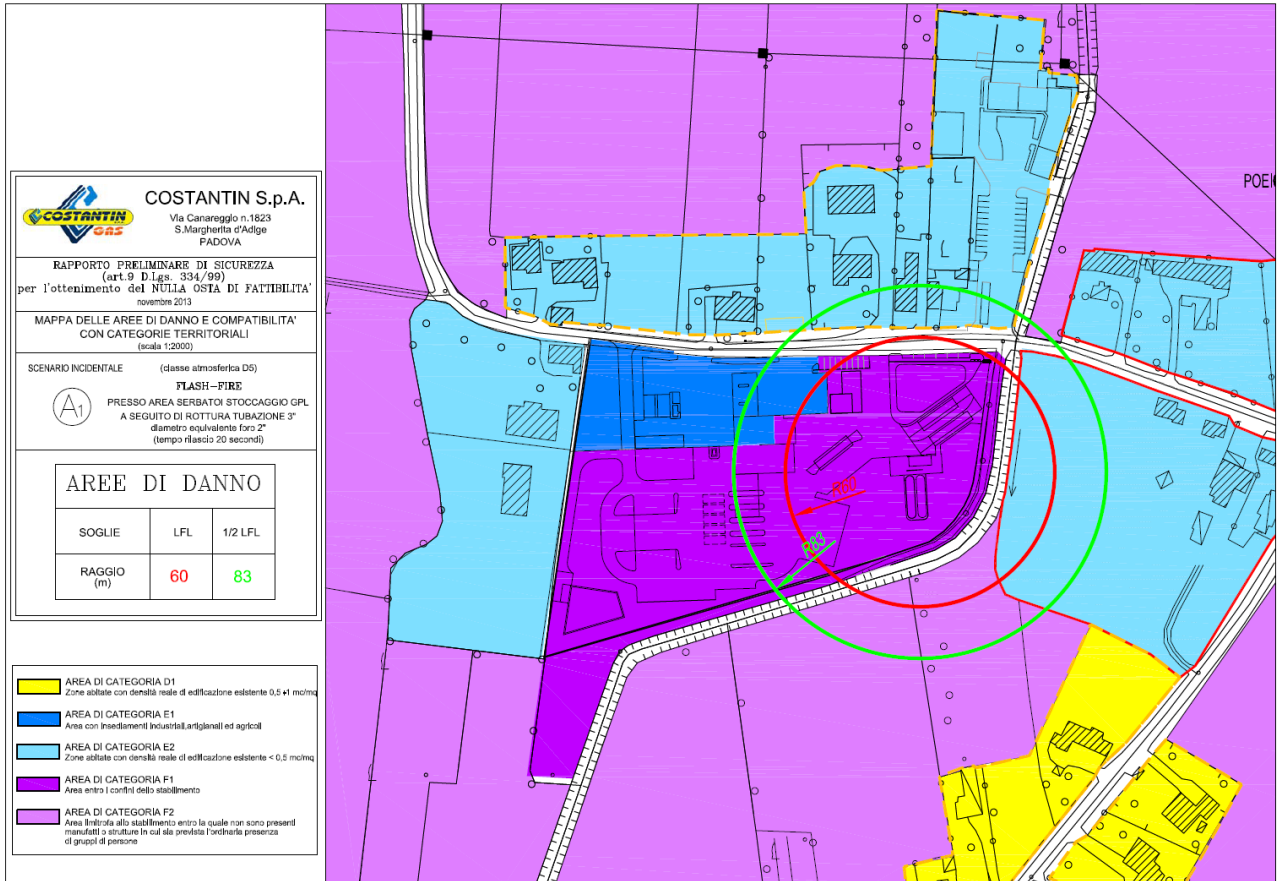 COSTANTIN
GAS
COSTANTIN S.p.A.
Via Canareggio n.1823
S.Margherita d'Adige
PADOVA
RAPPORTO PRELIMINARE DI SICUREZZA
(art.9 D.Lgs. 334/99)
per l'ottenimento del NULLA OSTA DI FATTIBILITA'
novembre 2013
MAPPA DELLE AREE DI DANNO E COMPATIBILITA'
CON CATEGORIE TERRITORIALI
(scala 1:2000)
SCENARIO INCIDENTALE (classe atmosferica D5)
A1
FLASH-FIRE
PRESSO AREA SERBATOI STOCCAGGIO GPL
A SEGUITO DI ROTTURA TUBAZIONE 3"
diametro equivalente foro 2"
(tempo rilascio 20 secondi)
AREE DI DANNO
SOGLIE LFL 1/2 LFL
RAGGIO (m) 60 83
AREA DI CATEGORIA D1
Zone abitate con densità reale di edificazione esistente 0,5 ÷1 mc/mq
AREA DI CATEGORIA E1
Area con insediamenti industriali,artigianali ed agricoli
AREA DI CATEGORIA E2
Zone abitate con densità reale di edificazione esistente < 0,5 mc/mq
AREA DI CATEGORIA F1
Area entro i confini dello stabilimento
AREA DI CATEGORIA F2
Area limitrofa allo stabilimento entro la quale non sono presenti
manufatti o strutture in cui sia prevista l'ordinaria presenza
di gruppi di persone
POEI
L
L
R60
R83